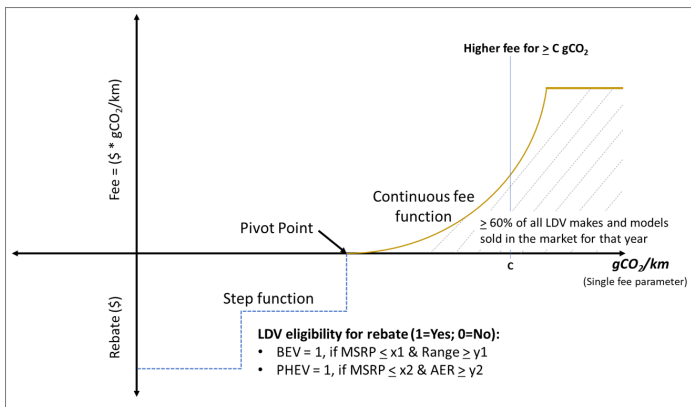 Higher fee for ≥ C gCO₂
Fee = ($ * gCO₂/km)
Continuous fee
function
Pivot Point
≥ 60% of all LDV makes and models
sold in the market for that year
C
gCO₂/km
(Single fee parameter)
Rebate ($)
Step function
LDV eligibility for rebate (1=Yes; 0=No):
• BEV = 1, if MSRP ≤ x1 & Range ≥ y1
• PHEV = 1, if MSRP ≤ x2 & AER ≥ y2